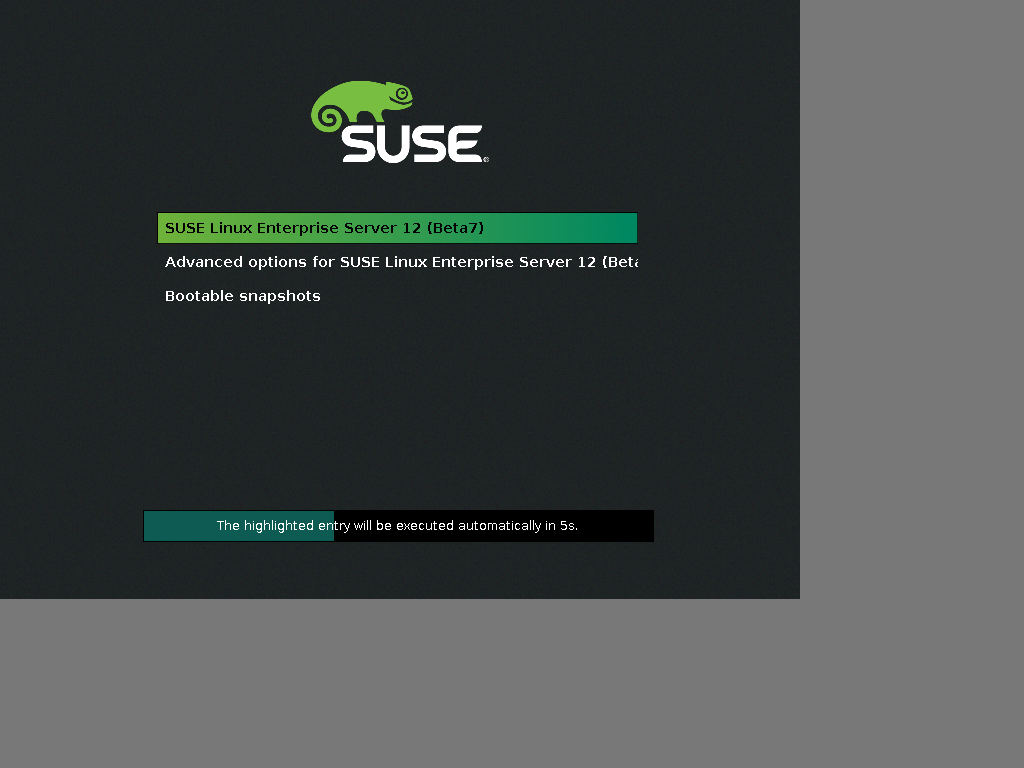 SUSE®
SUSE Linux Enterprise Server 12 (Beta7)
Advanced options for SUSE Linux Enterprise Server 12 (Beta
Bootable snapshots
The highlighted entry will be executed automatically in 5s.